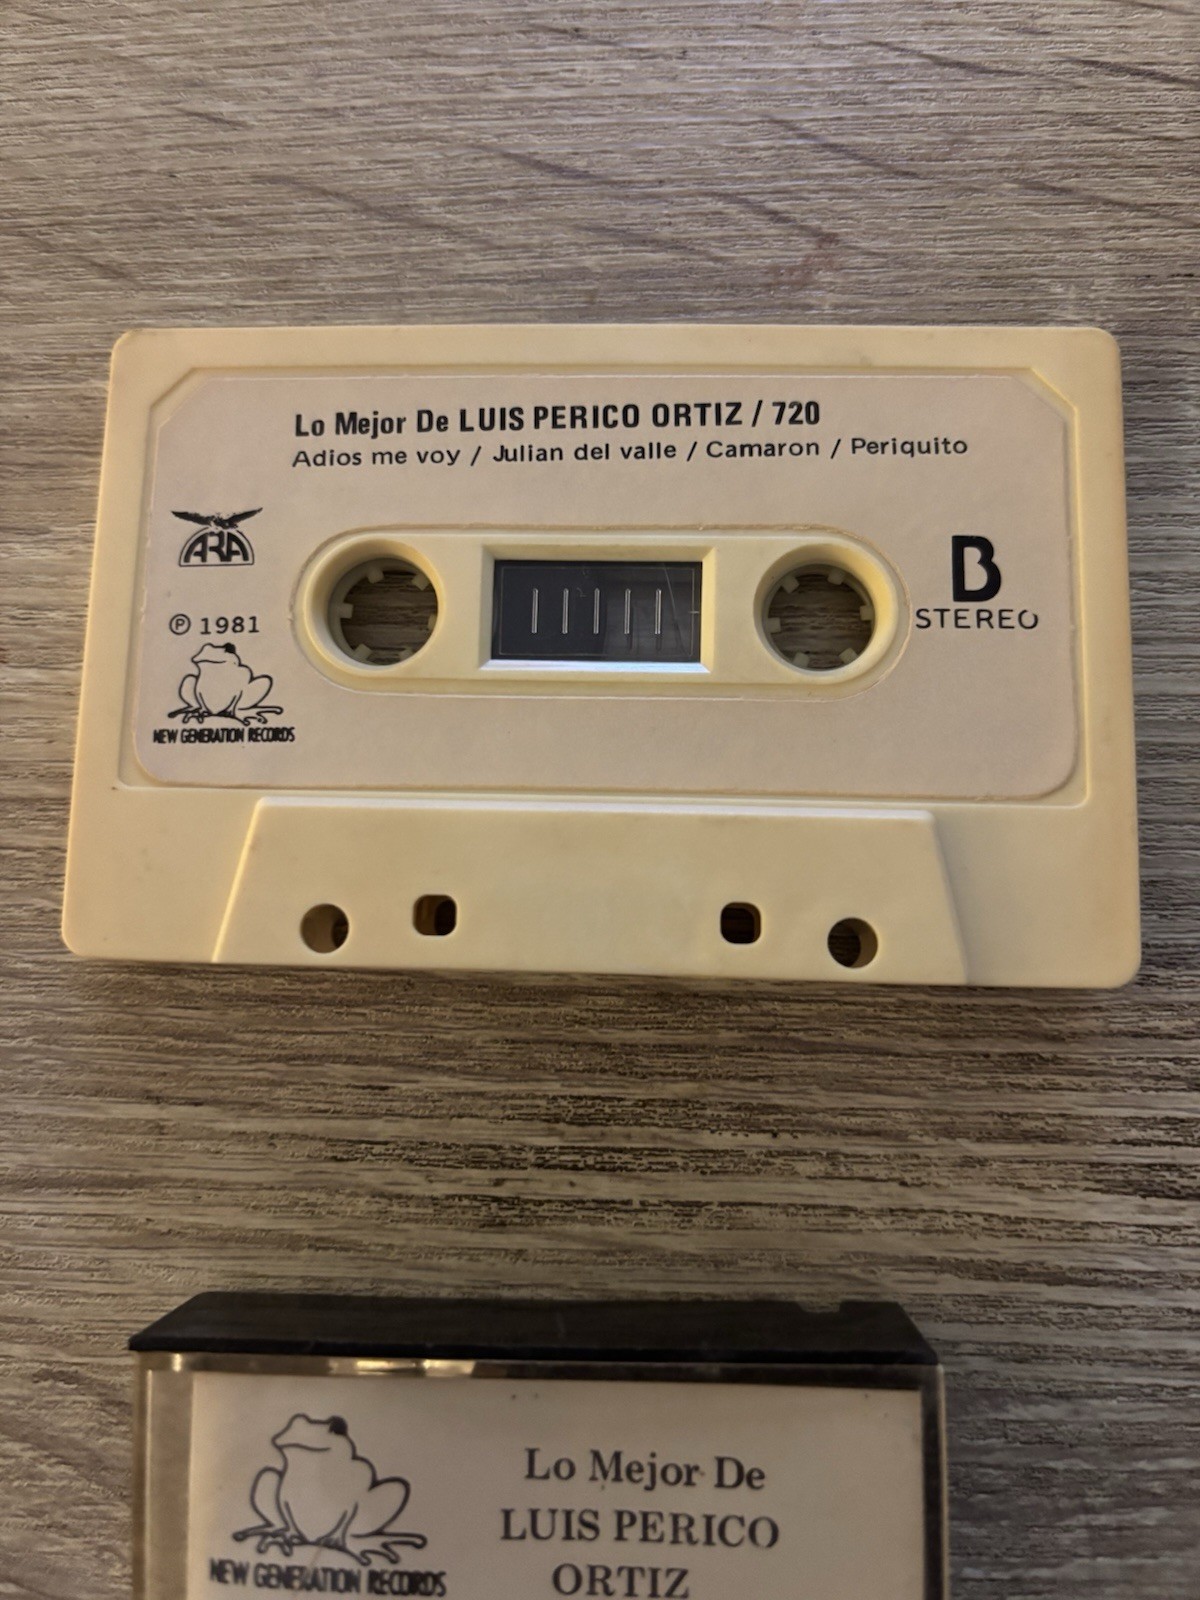 Lo Mejor De LUIS PERICO ORTIZ / 720
Adios me voy / Julian del valle / Camaron / Periquito
ARA
℗ 1981
NEW GENERATION RECORDS
B
STEREO
NEW GENERATION RECORDS
Lo Mejor De
LUIS PERICO
ORTIZ